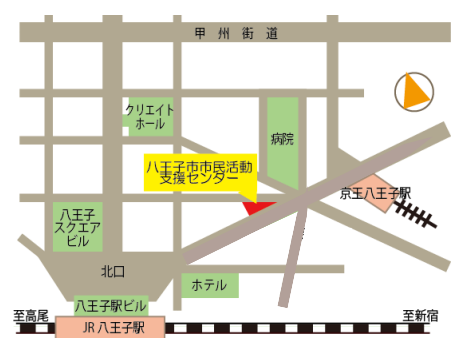 甲州街道
クリエイト
ホール
病院
八王子市市民活動
支援センター
京王八王子駅
八王子
スクエア
ビル
北口
ホテル
八王子駅ビル
至高尾
至新宿
JR 八王子駅